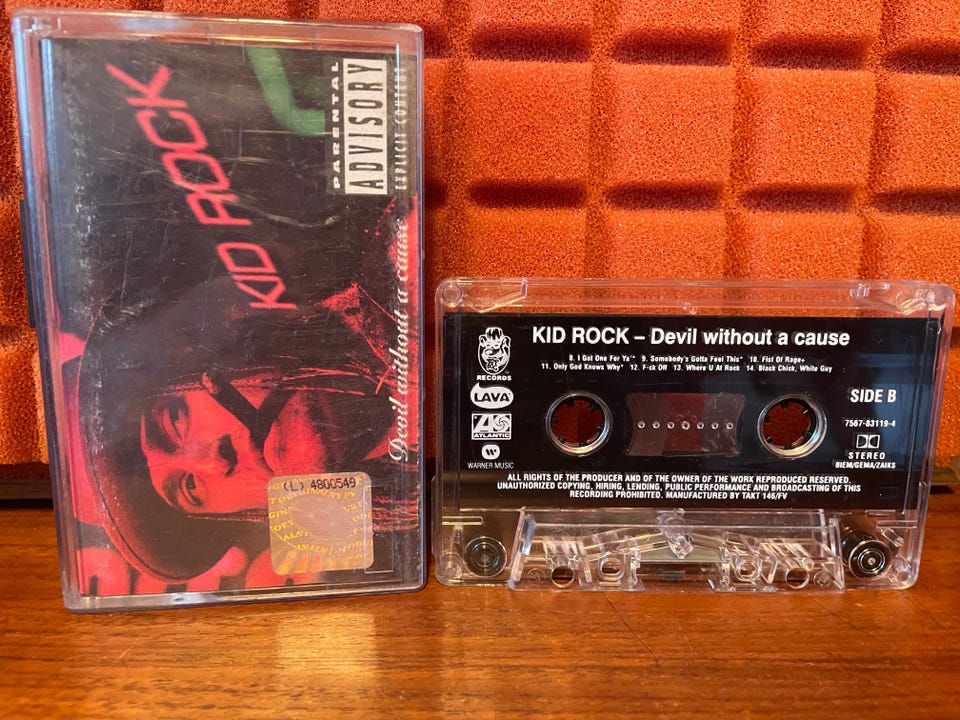 KID ROCK
PARENTAL
ADVISORY
EXPLICIT CONTENT
Devil without a cause
(L) 4800549
KID ROCK – Devil without a cause
8. I Got One For Ya'* 9. Somebody's Gotta Feel This* 10. Fist Of Rage+
11. Only God Knows Why* 12. F-ck Off 13. Where U At Rock 14. Black Chick, White Guy
RECORDS
LAVA
ATLANTIC
WARNER MUSIC
SIDE B
7567-83119-4
STEREO
BIEM/GEMA/ZAIKS
ALL RIGHTS OF THE PRODUCER AND OF THE OWNER OF THE WORK REPRODUCED RESERVED.
UNAUTHORIZED COPYING, HIRING, LENDING, PUBLIC PERFORMANCE AND BROADCASTING OF THIS
RECORDING PROHIBITED. MANUFACTURED BY TAKT 145/FV